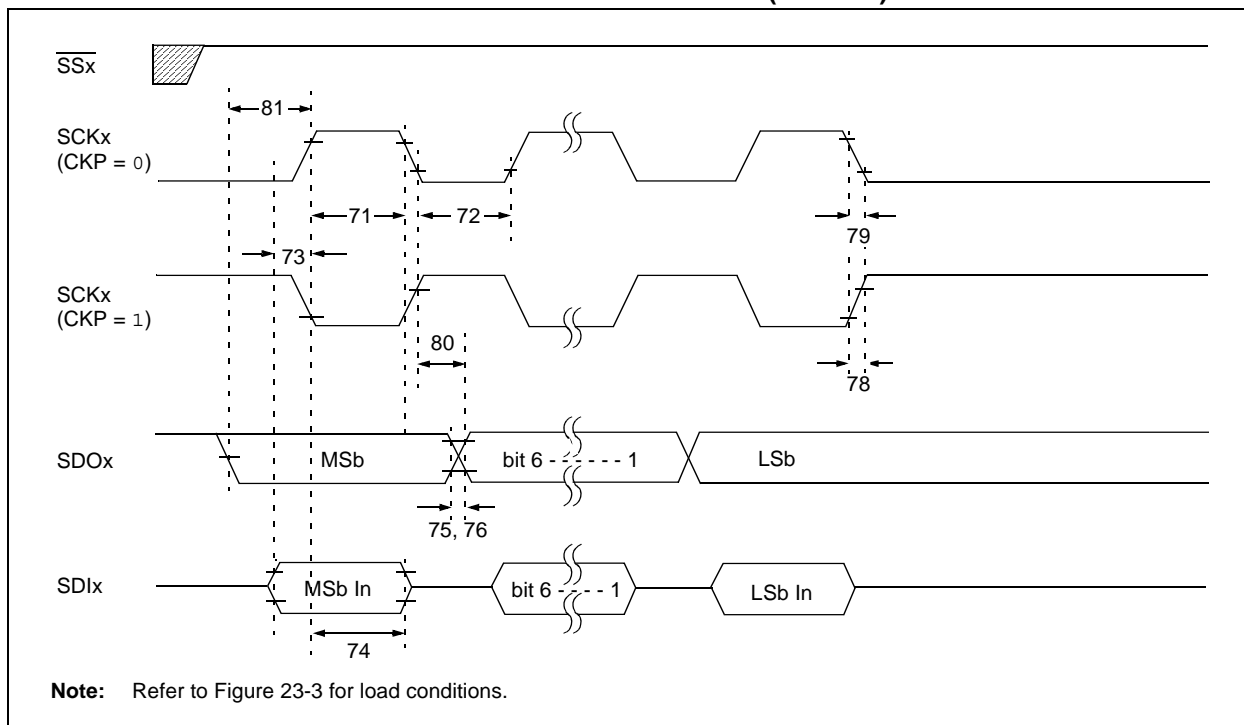 SSx
81
SCKx
(CKP = 0)
71
72
79
73
SCKx
(CKP = 1)
80
78
SDOx
MSb
bit 6 - - - - - - 1
LSb
75, 76
SDIx
MSb In
bit 6 - - - - 1
LSb In
74
Note: Refer to Figure 23-3 for load conditions.